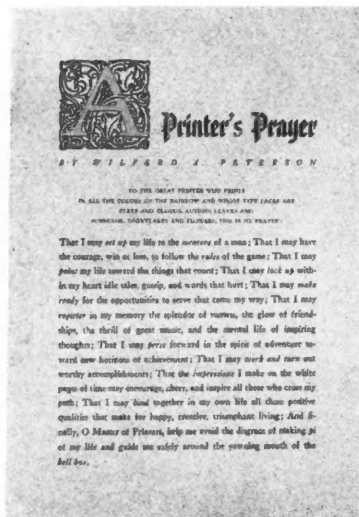 A Printer's Prayer
BY WILFERD A. PETERSON
TO THE GREAT PRINTER WHO PRINTS
IN ALL THE COLORS OF THE RAINBOW AND WHOSE TYPE FACES ARE
STARS AND CLOUDS, AUTUMN LEAVES AND
SUNBEAMS, SNOWFLAKES AND FLOWERS, THIS IS MY PRAYER:
That I may set up my life to the measure of a man; That I may have
the courage, win or lose, to follow the rules of the game; That I may
point my life toward the things that count; That I may lock up with-
in my heart idle tales, gossip, and words that hurt; That I may make
ready for the opportunities to serve that come my way; That I may
register in my memory the splendor of sunsets, the glow of friend-
ships, the thrill of great music, and the mental life of inspiring
thoughts; That I may press forward in the spirit of adventure to-
ward new horizons of achievement; That I may work and turn out
worthy accomplishments; That the impressions I make on the white
pages of time may encourage, cheer, and inspire all those who cross my
path; That I may bind together in my own life all those positive
qualities that make for happy, creative, triumphant living; And fi-
nally, O Master of Printers, help me avoid the disgrace of making pi
of my life and guide me safely around the yawning mouth of the
hell box.